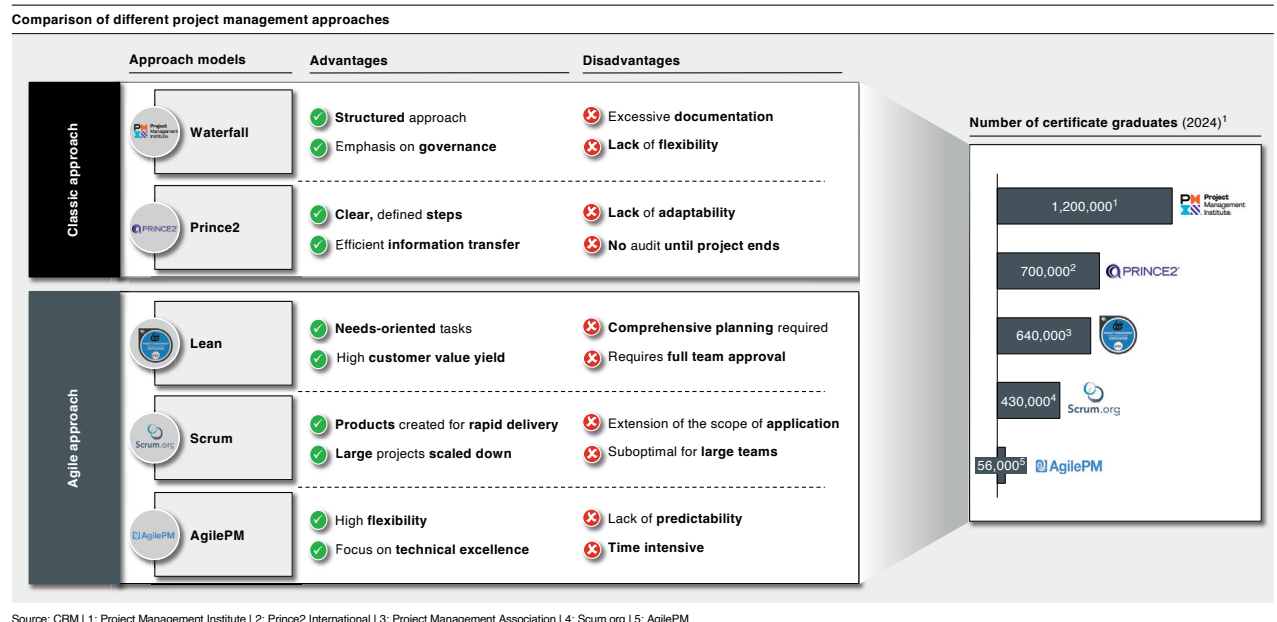 Comparison of different project management approaches
Approach models
Advantages
Disadvantages
Classic approach
Project
Management
Institute
Waterfall
Structured approach
Emphasis on governance
Excessive documentation
Lack of flexibility
PRINCE2
Prince2
Clear, defined steps
Efficient information transfer
Lack of adaptability
No audit until project ends
Agile approach
Lean
Needs-oriented tasks
High customer value yield
Comprehensive planning required
Requires full team approval
Scrum.org
Scrum
Products created for rapid delivery
Large projects scaled down
Extension of the scope of application
Suboptimal for large teams
AgilePM
AgilePM
High flexibility
Focus on technical excellence
Lack of predictability
Time intensive
Number of certificate graduates (2024)1
1,200,0001
Project
Management
Institute.
700,0002
PRINCE2
640,0003
430,0004
Scrum.org
56,0005
AgilePM
Source: CRM | 1: Project Management Institute | 2: Prince2 International | 3: Project Management Association | 4: Scum.org | 5: AgilePM